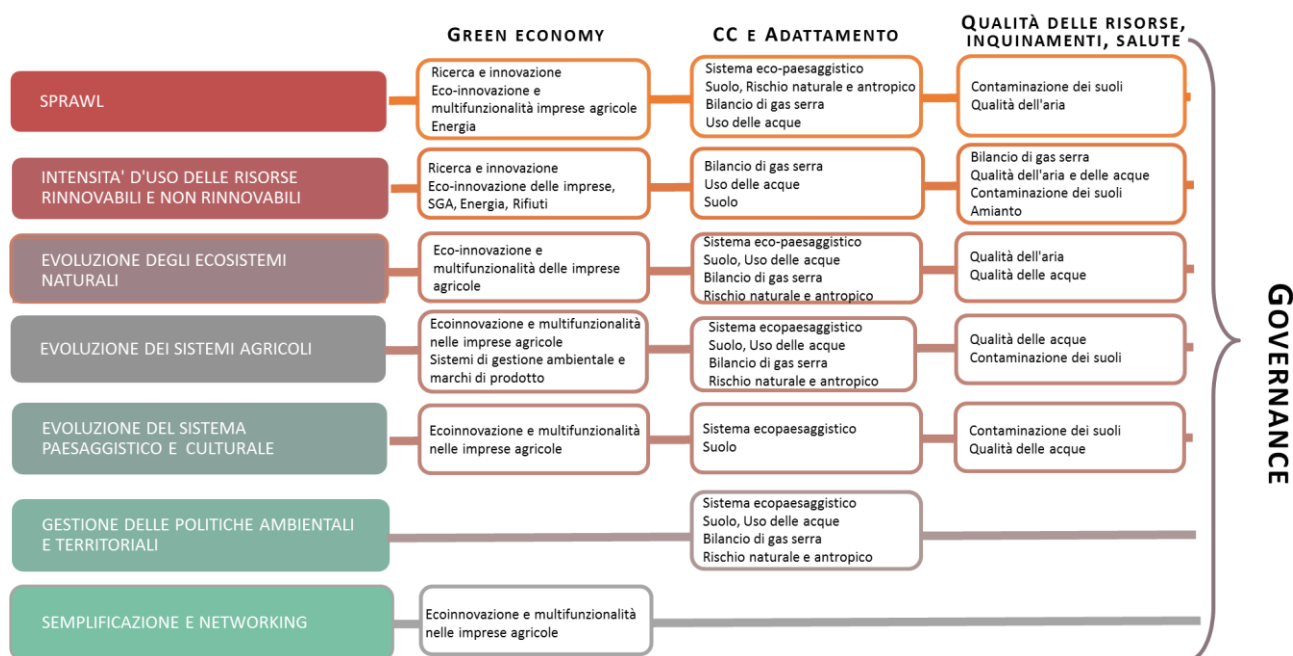 GREEN ECONOMY
CC E ADATTAMENTO
QUALITÀ DELLE RISORSE,
INQUINAMENTI, SALUTE
SPRAWL
Ricerca e innovazione
Eco-innovazione e
multifunzionalità imprese agricole
Energia
Sistema eco-paesaggistico
Suolo, Rischio naturale e antropico
Bilancio di gas serra
Uso delle acque
Contaminazione dei suoli
Qualità dell'aria
INTENSITA' D'USO DELLE RISORSE
RINNOVABILI E NON RINNOVABILI
Ricerca e innovazione
Eco-innovazione delle imprese,
SGA, Energia, Rifiuti
Bilancio di gas serra
Uso delle acque
Suolo
Bilancio di gas serra
Qualità dell'aria e delle acque
Contaminazione dei suoli
Amianto
EVOLUZIONE DEGLI ECOSISTEMI
NATURALI
Eco-innovazione e
multifunzionalità delle imprese
agricole
Sistema eco-paesaggistico
Suolo, Uso delle acque
Bilancio di gas serra
Rischio naturale e antropico
Qualità dell'aria
Qualità delle acque
EVOLUZIONE DEI SISTEMI AGRICOLI
Ecoinnovazione e multifunzionalità
nelle imprese agricole
Sistemi di gestione ambientale e
marchi di prodotto
Sistema ecopaesaggistico
Suolo, Uso delle acque
Bilancio di gas serra
Rischio naturale e antropico
Qualità delle acque
Contaminazione dei suoli
EVOLUZIONE DEL SISTEMA
PAESAGGISTICO E CULTURALE
Ecoinnovazione e multifunzionalità
nelle imprese agricole
Sistema ecopaesaggistico
Suolo
Contaminazione dei suoli
Qualità delle acque
GESTIONE DELLE POLITICHE AMBIENTALI
E TERRITORIALI
Sistema ecopaesaggistico
Suolo, Uso delle acque
Bilancio di gas serra
Rischio naturale e antropico
SEMPLIFICAZIONE E NETWORKING
Ecoinnovazione e multifunzionalità
nelle imprese agricole
GOVERNANCE